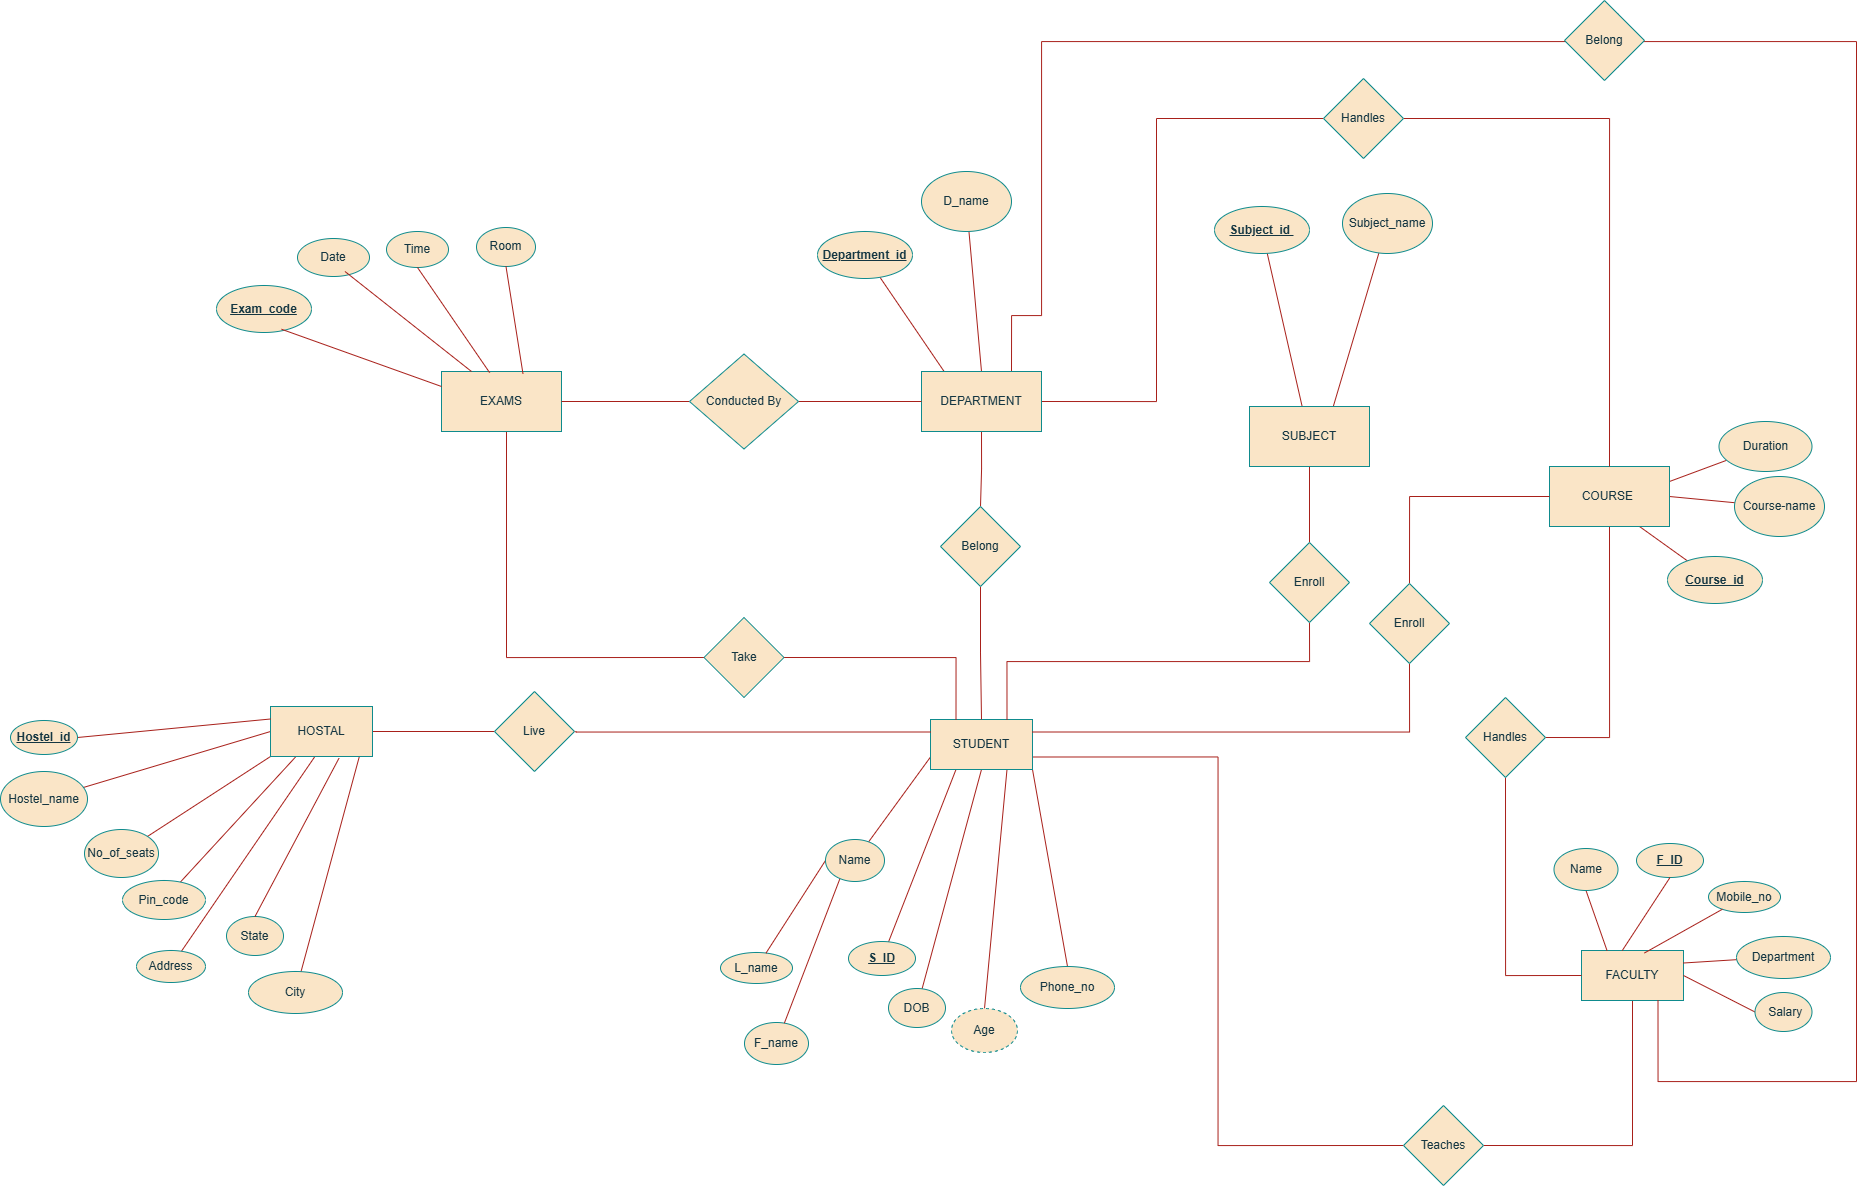 Belong
Handles
D_name
Subject_id
Subject_name
Department_id
Date
Time
Room
Exam_code
EXAMS
Conducted By
DEPARTMENT
SUBJECT
Duration
COURSE
Course-name
Belong
Enroll
Course_id
Enroll
Take
Hostel_id
HOSTAL
Live
STUDENT
Handles
Hostel_name
No_of_seats
Pin_code
Name
Name
F_ID
Mobile_no
State
Address
City
L_name
S_ID
DOB
Age
Phone_no
F_name
FACULTY
Department
Salary
Teaches